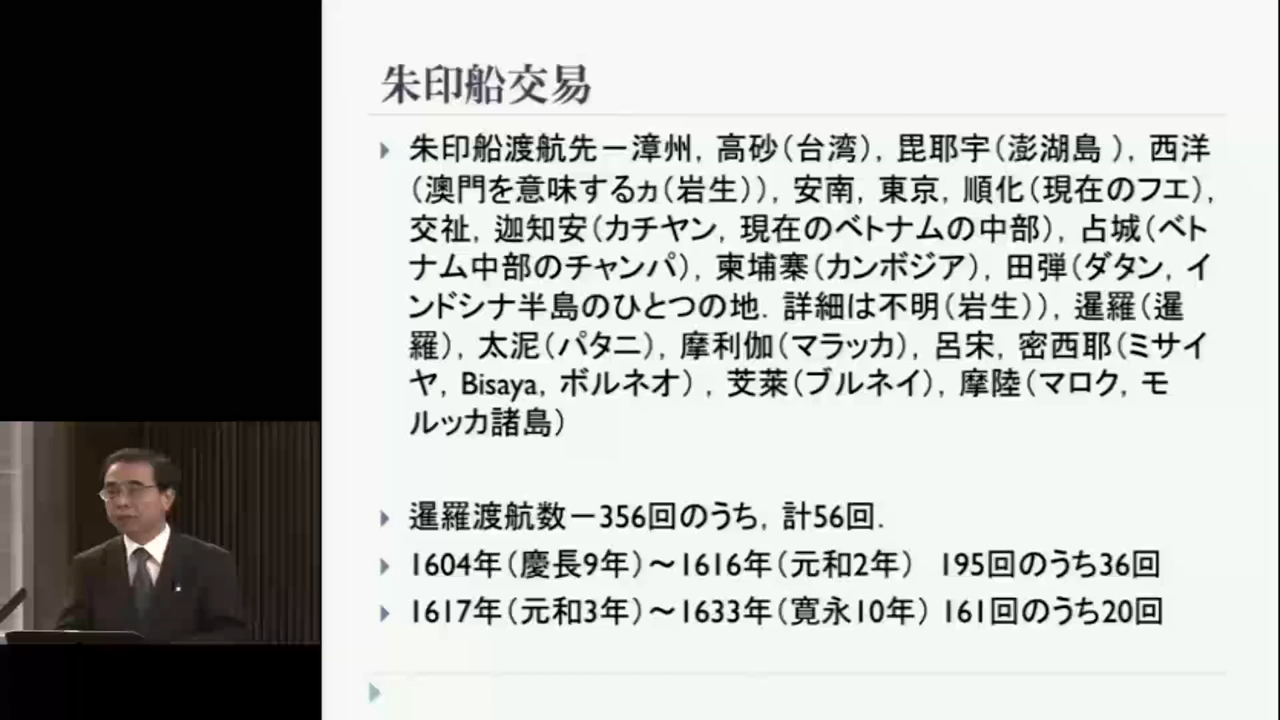 朱印船交易
朱印船渡航先－漳州, 高砂(台湾), 毘耶宇(澎湖島 ), 西洋
(澳門を意味するヵ(岩生)), 安南, 東京, 順化(現在のフエ),
交祉, 迦知安(カチヤン, 現在のベトナムの中部), 占城(ベト
ナム中部のチャンパ), 柬埔寨(カンボジア), 田弾(ダタン, イ
ンドシナ半島のひとつの地. 詳細は不明(岩生)), 暹羅(暹
羅), 太泥(パタニ), 摩利伽(マラッカ), 呂宋, 密西耶(ミサイ
ヤ, Bisaya, ボルネオ) , 芠萊(ブルネイ), 摩陸(マロク, モ
ルッカ諸島)
暹羅渡航数－356回のうち, 計56回.
1604年(慶長9年)～1616年(元和2年) 195回のうち36回
1617年(元和3年)～1633年(寛永10年) 161回のうち20回